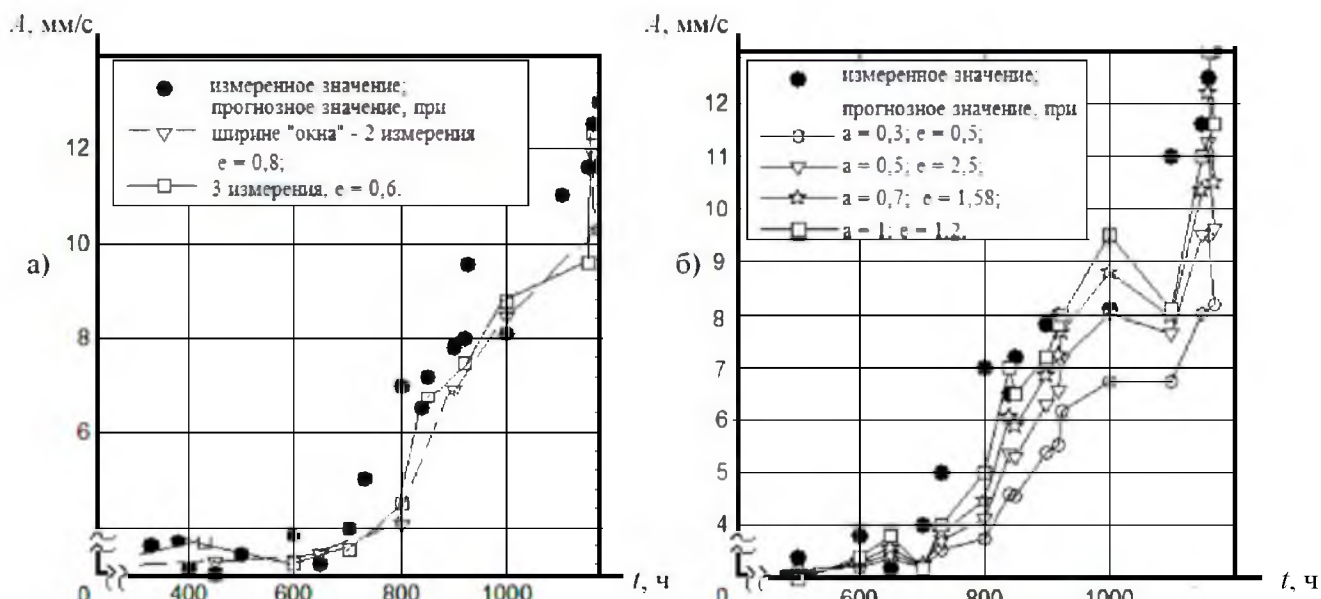 A, мм/с
измеренное значение;
прогнозное значение, при
ширине "окна" - 2 измерения
e = 0,8;
3 измерения, e = 0,6.
12
10
8
6
а)
0
400
600
800
1000
t, ч
A, мм/с
измеренное значение;
прогнозное значение, при
a = 0,3; e = 0,5;
a = 0,5; e = 2,5;
a = 0,7; e = 1,58;
a = 1; e = 1,2.
12
11
10
9
8
7
6
5
4
б)
0
600
800
1000
t, ч